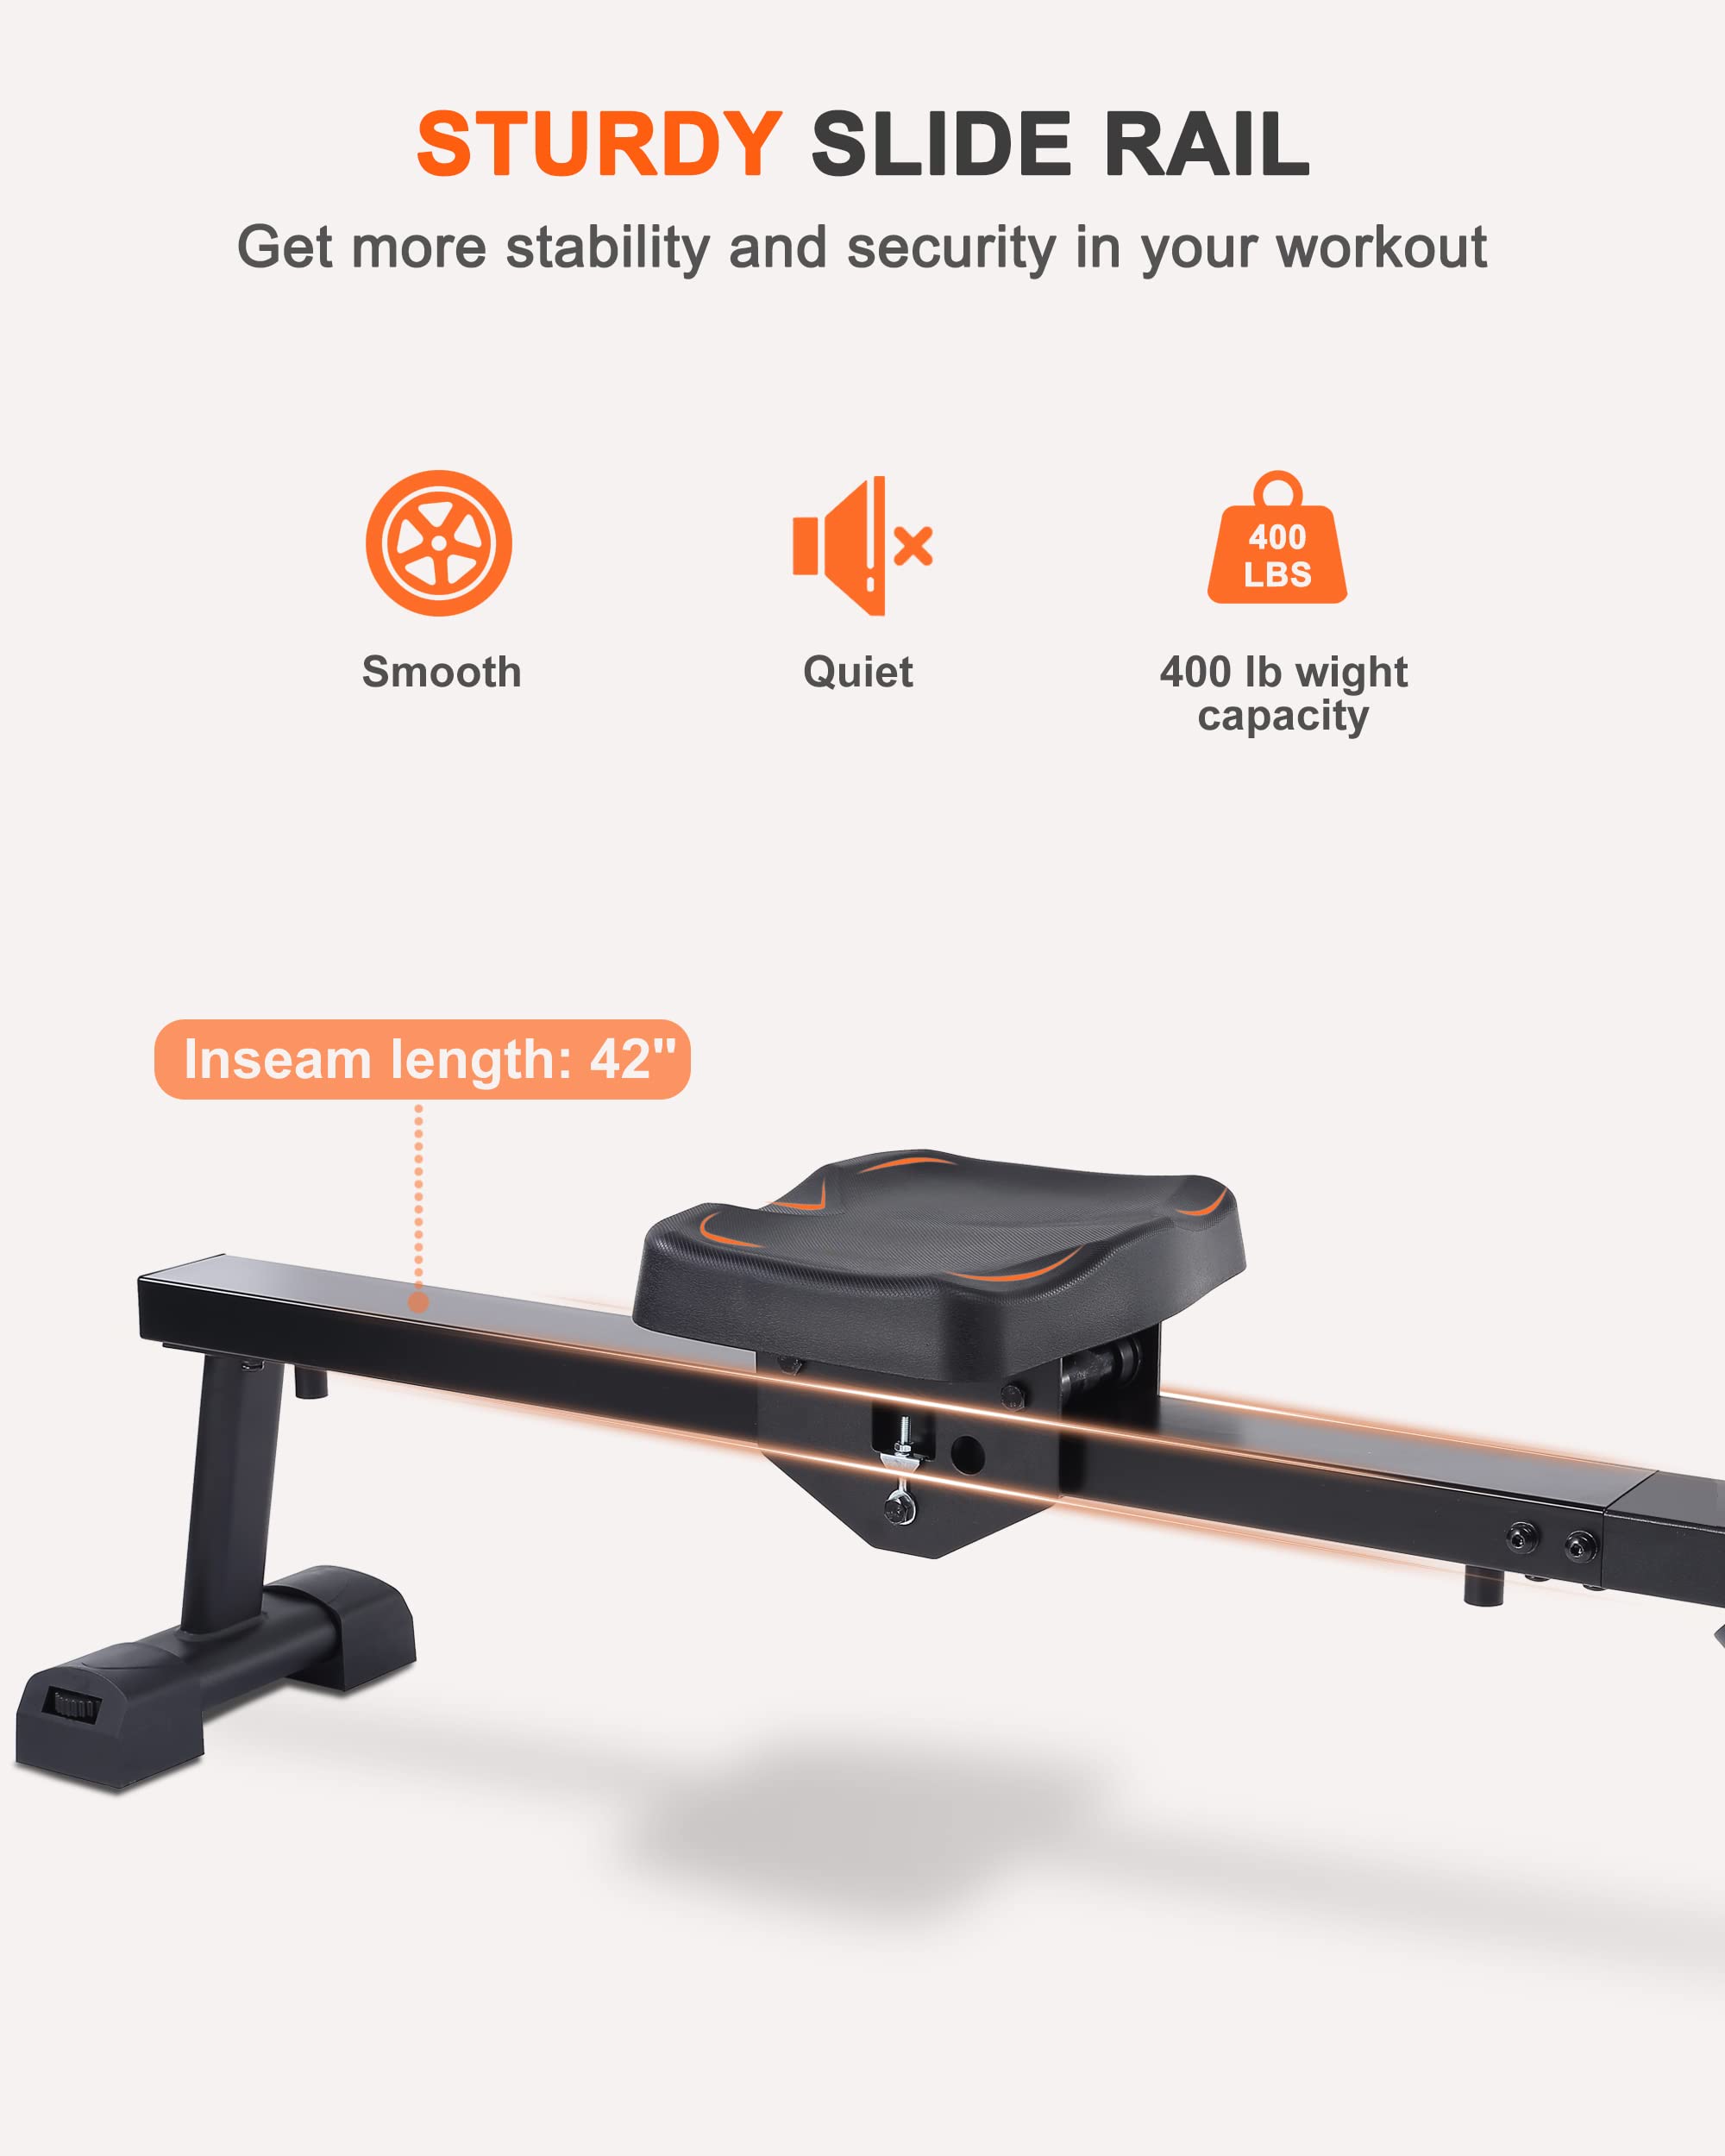 STURDY SLIDE RAIL
Get more stability and security in your workout
400
LBS
Smooth
Quiet
400 lb wight
capacity
Inseam length: 42"